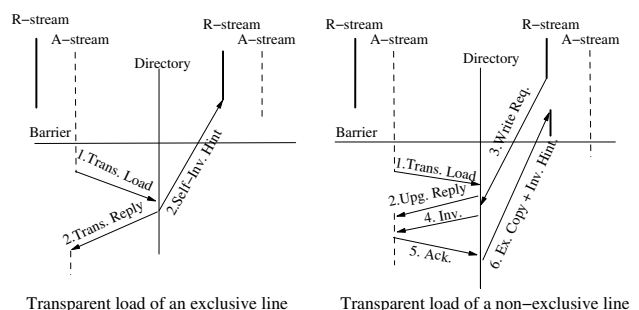 R-stream
A-stream
Directory
R-stream
A-stream
Barrier
1.Trans. Load
2.Trans. Reply
2.Self-Inv. Hint
Transparent load of an exclusive line
R-stream
A-stream
Directory
R-stream
A-stream
Barrier
1.Trans. Load
2.Upg. Reply
3.Write Req.
4. Inv.
5. Ack.
6. Ex. Copy + Inv. Hint
Transparent load of a non-exclusive line